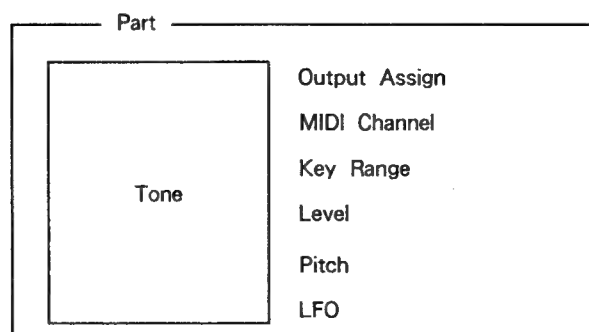 Part
Output Assign
MIDI Channel
Key Range
Tone
Level
Pitch
LFO